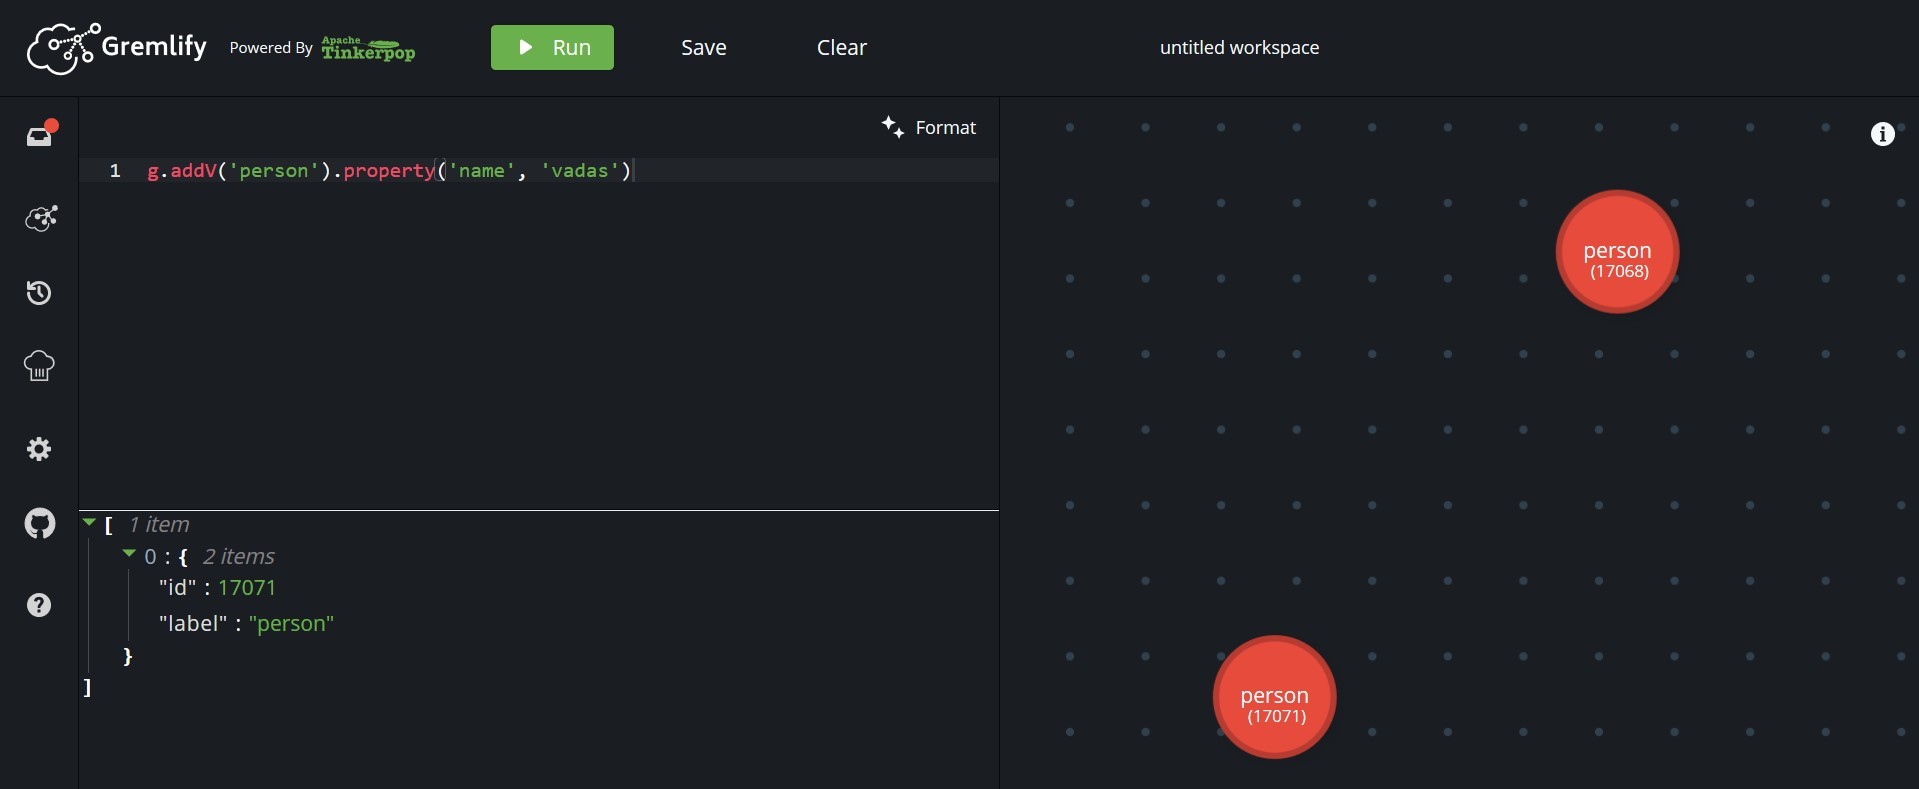 Gremlify Powered By Apache Tinkerpop Run Save Clear untitled workspace
Format
1 g.addV('person').property('name', 'vadas')
[ 1 item
0 : { 2 items
"id" : 17071
"label" : "person"
}
]
person
(17068)
person
(17071)